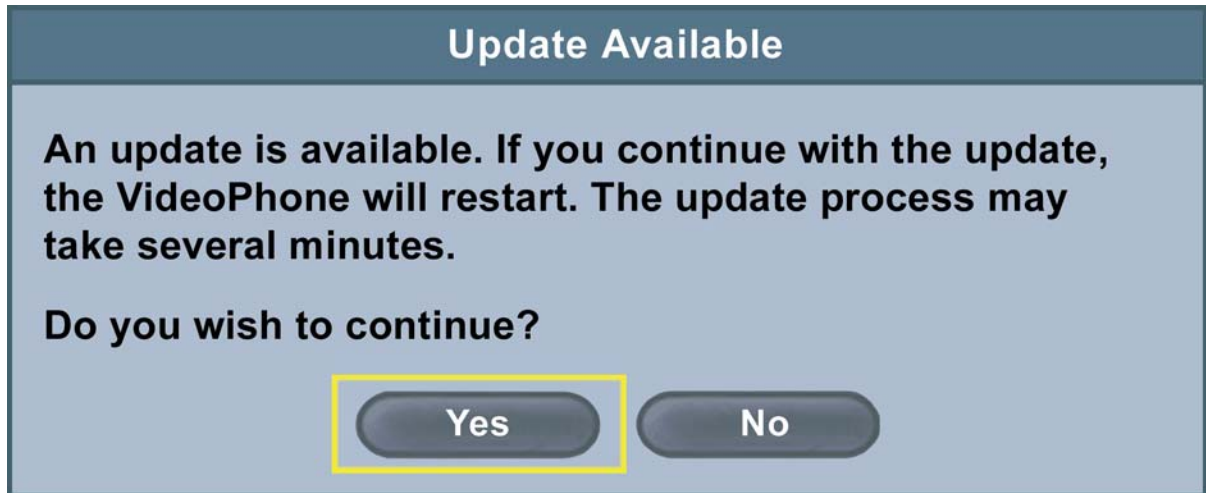 Update Available
An update is available. If you continue with the update,
the VideoPhone will restart. The update process may
take several minutes.
Do you wish to continue?
Yes No